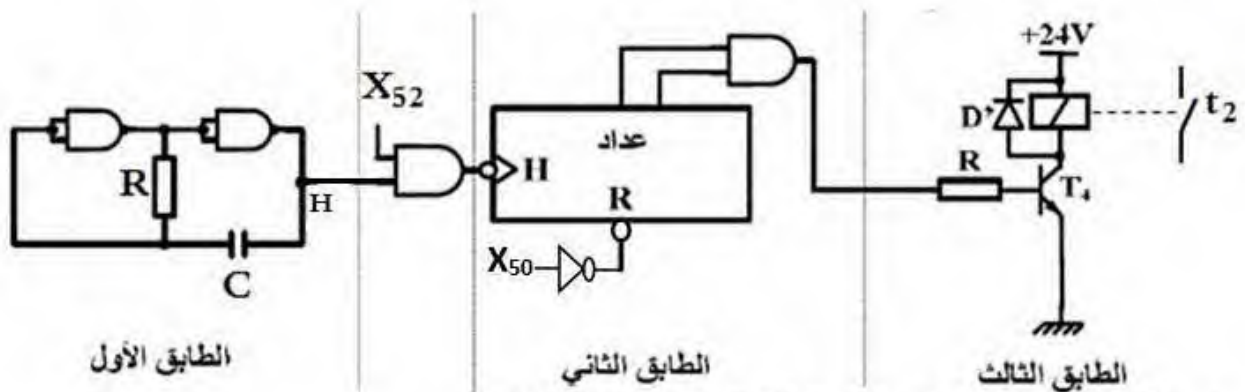 +24V
X52
عداد
D+
t2
R
H
R
T4
R
H
X50
C
الطابق الأول
الطابق الثاني
الطابق الثالث